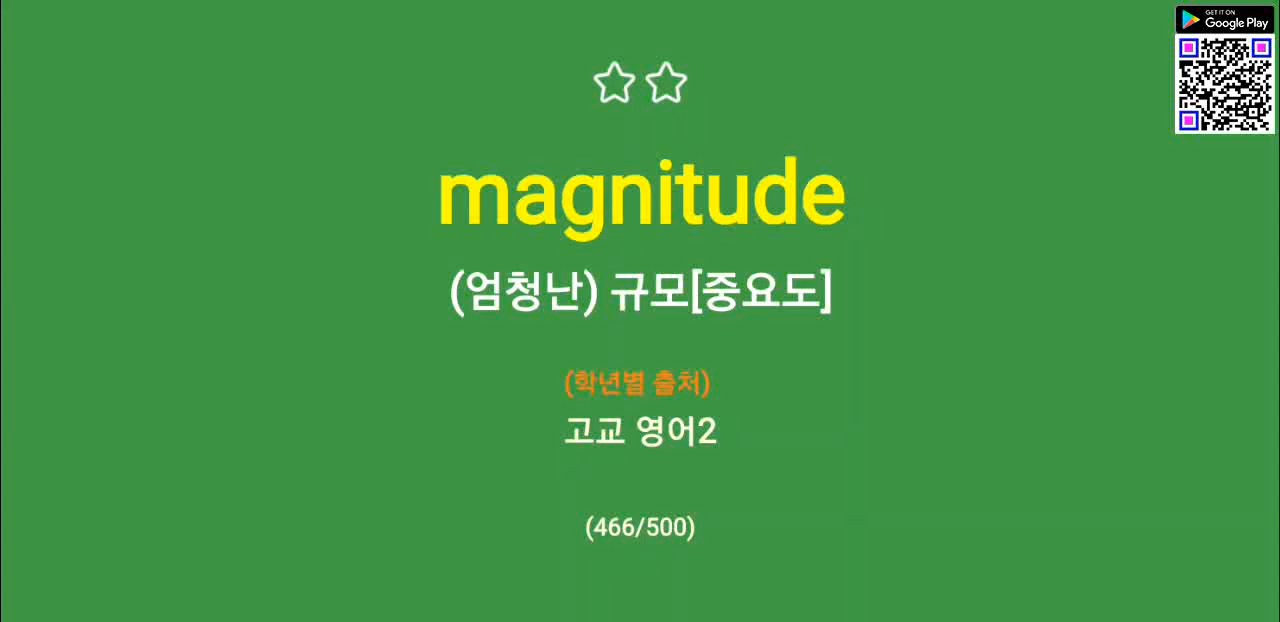 GET IT ON
Google Play
magnitude
(엄청난) 규모[중요도]
(학년별 출처)
고교 영어2
(466/500)